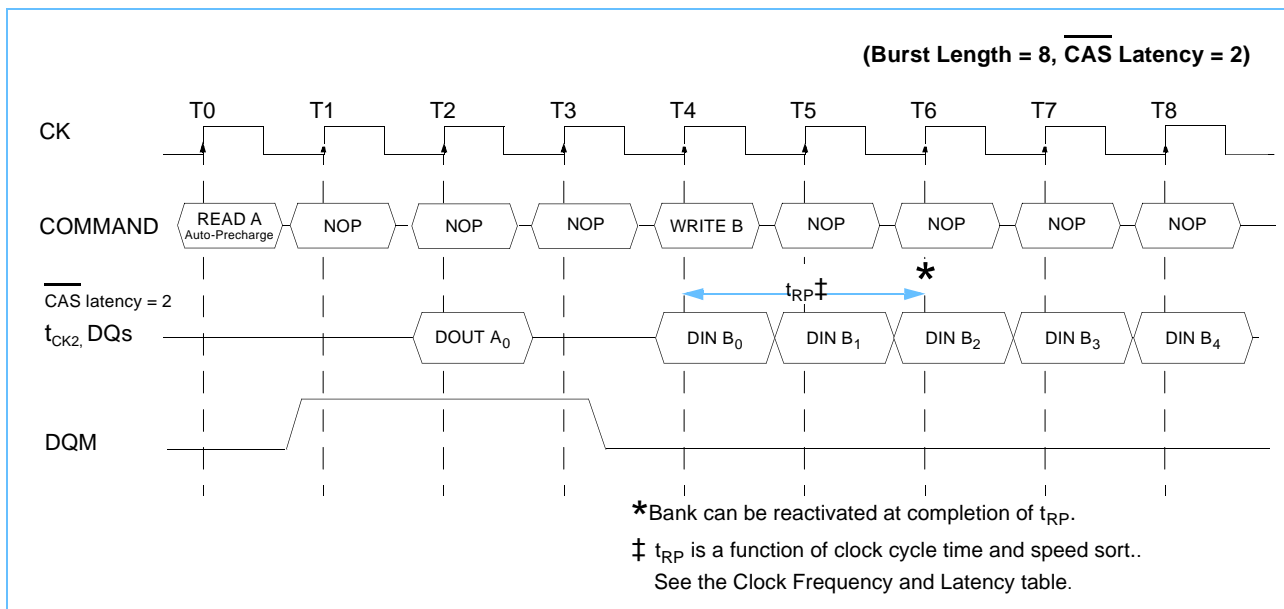 (Burst Length = 8, CAS Latency = 2)
T0 T1 T2 T3 T4 T5 T6 T7 T8
CK
COMMAND
READ A
Auto-Precharge
NOP NOP NOP WRITE B NOP NOP NOP NOP
*
CAS latency = 2
tCK2, DQs
tRP‡
DOUT A0 DIN B0 DIN B1 DIN B2 DIN B3 DIN B4
DQM
*Bank can be reactivated at completion of tRP.
‡ tRP is a function of clock cycle time and speed sort..
See the Clock Frequency and Latency table.